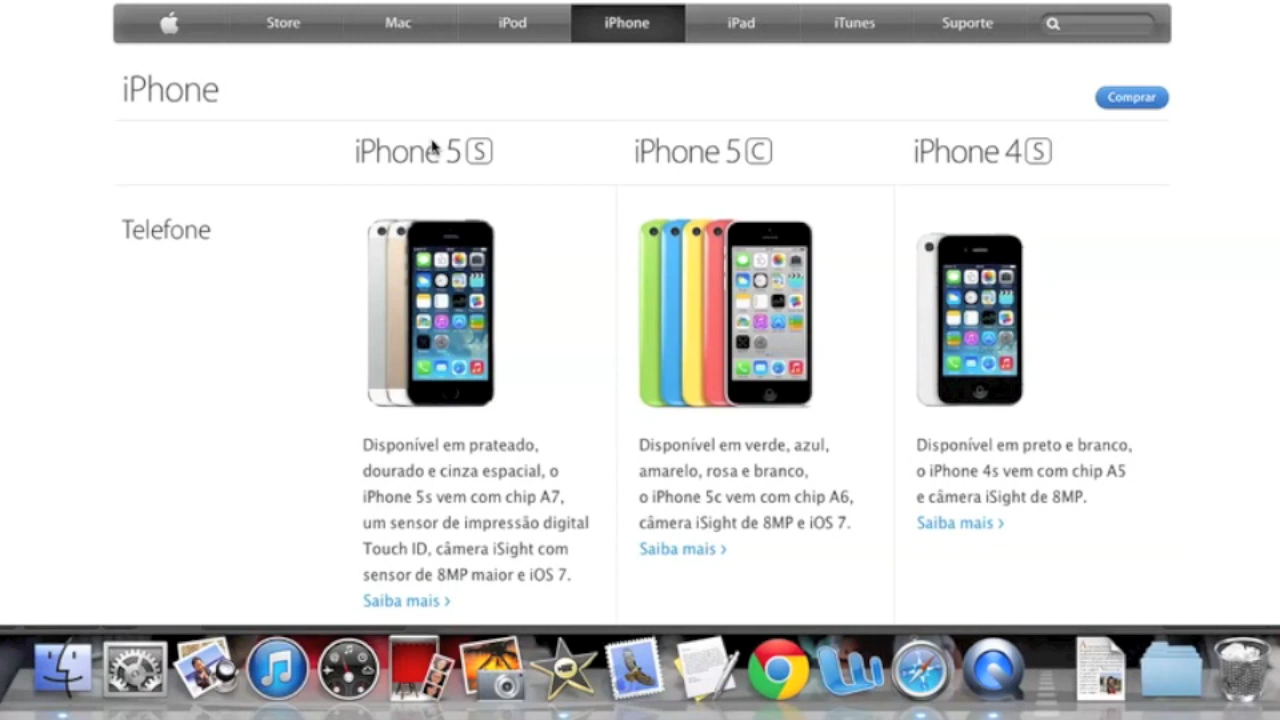 Store Mac iPod iPhone iPad iTunes Suporte
iPhone
Comprar
iPhone 5S
iPhone 5C
iPhone 4S
Telefone
Disponível em prateado,
dourado e cinza espacial, o
iPhone 5s vem com chip A7,
um sensor de impressão digital
Touch ID, câmera iSight com
sensor de 8MP maior e iOS 7.
Saiba mais ›
Disponível em verde, azul,
amarelo, rosa e branco,
o iPhone 5c vem com chip A6,
câmera iSight de 8MP e iOS 7.
Saiba mais ›
Disponível em preto e branco,
o iPhone 4s vem com chip A5
e câmera iSight de 8MP.
Saiba mais ›